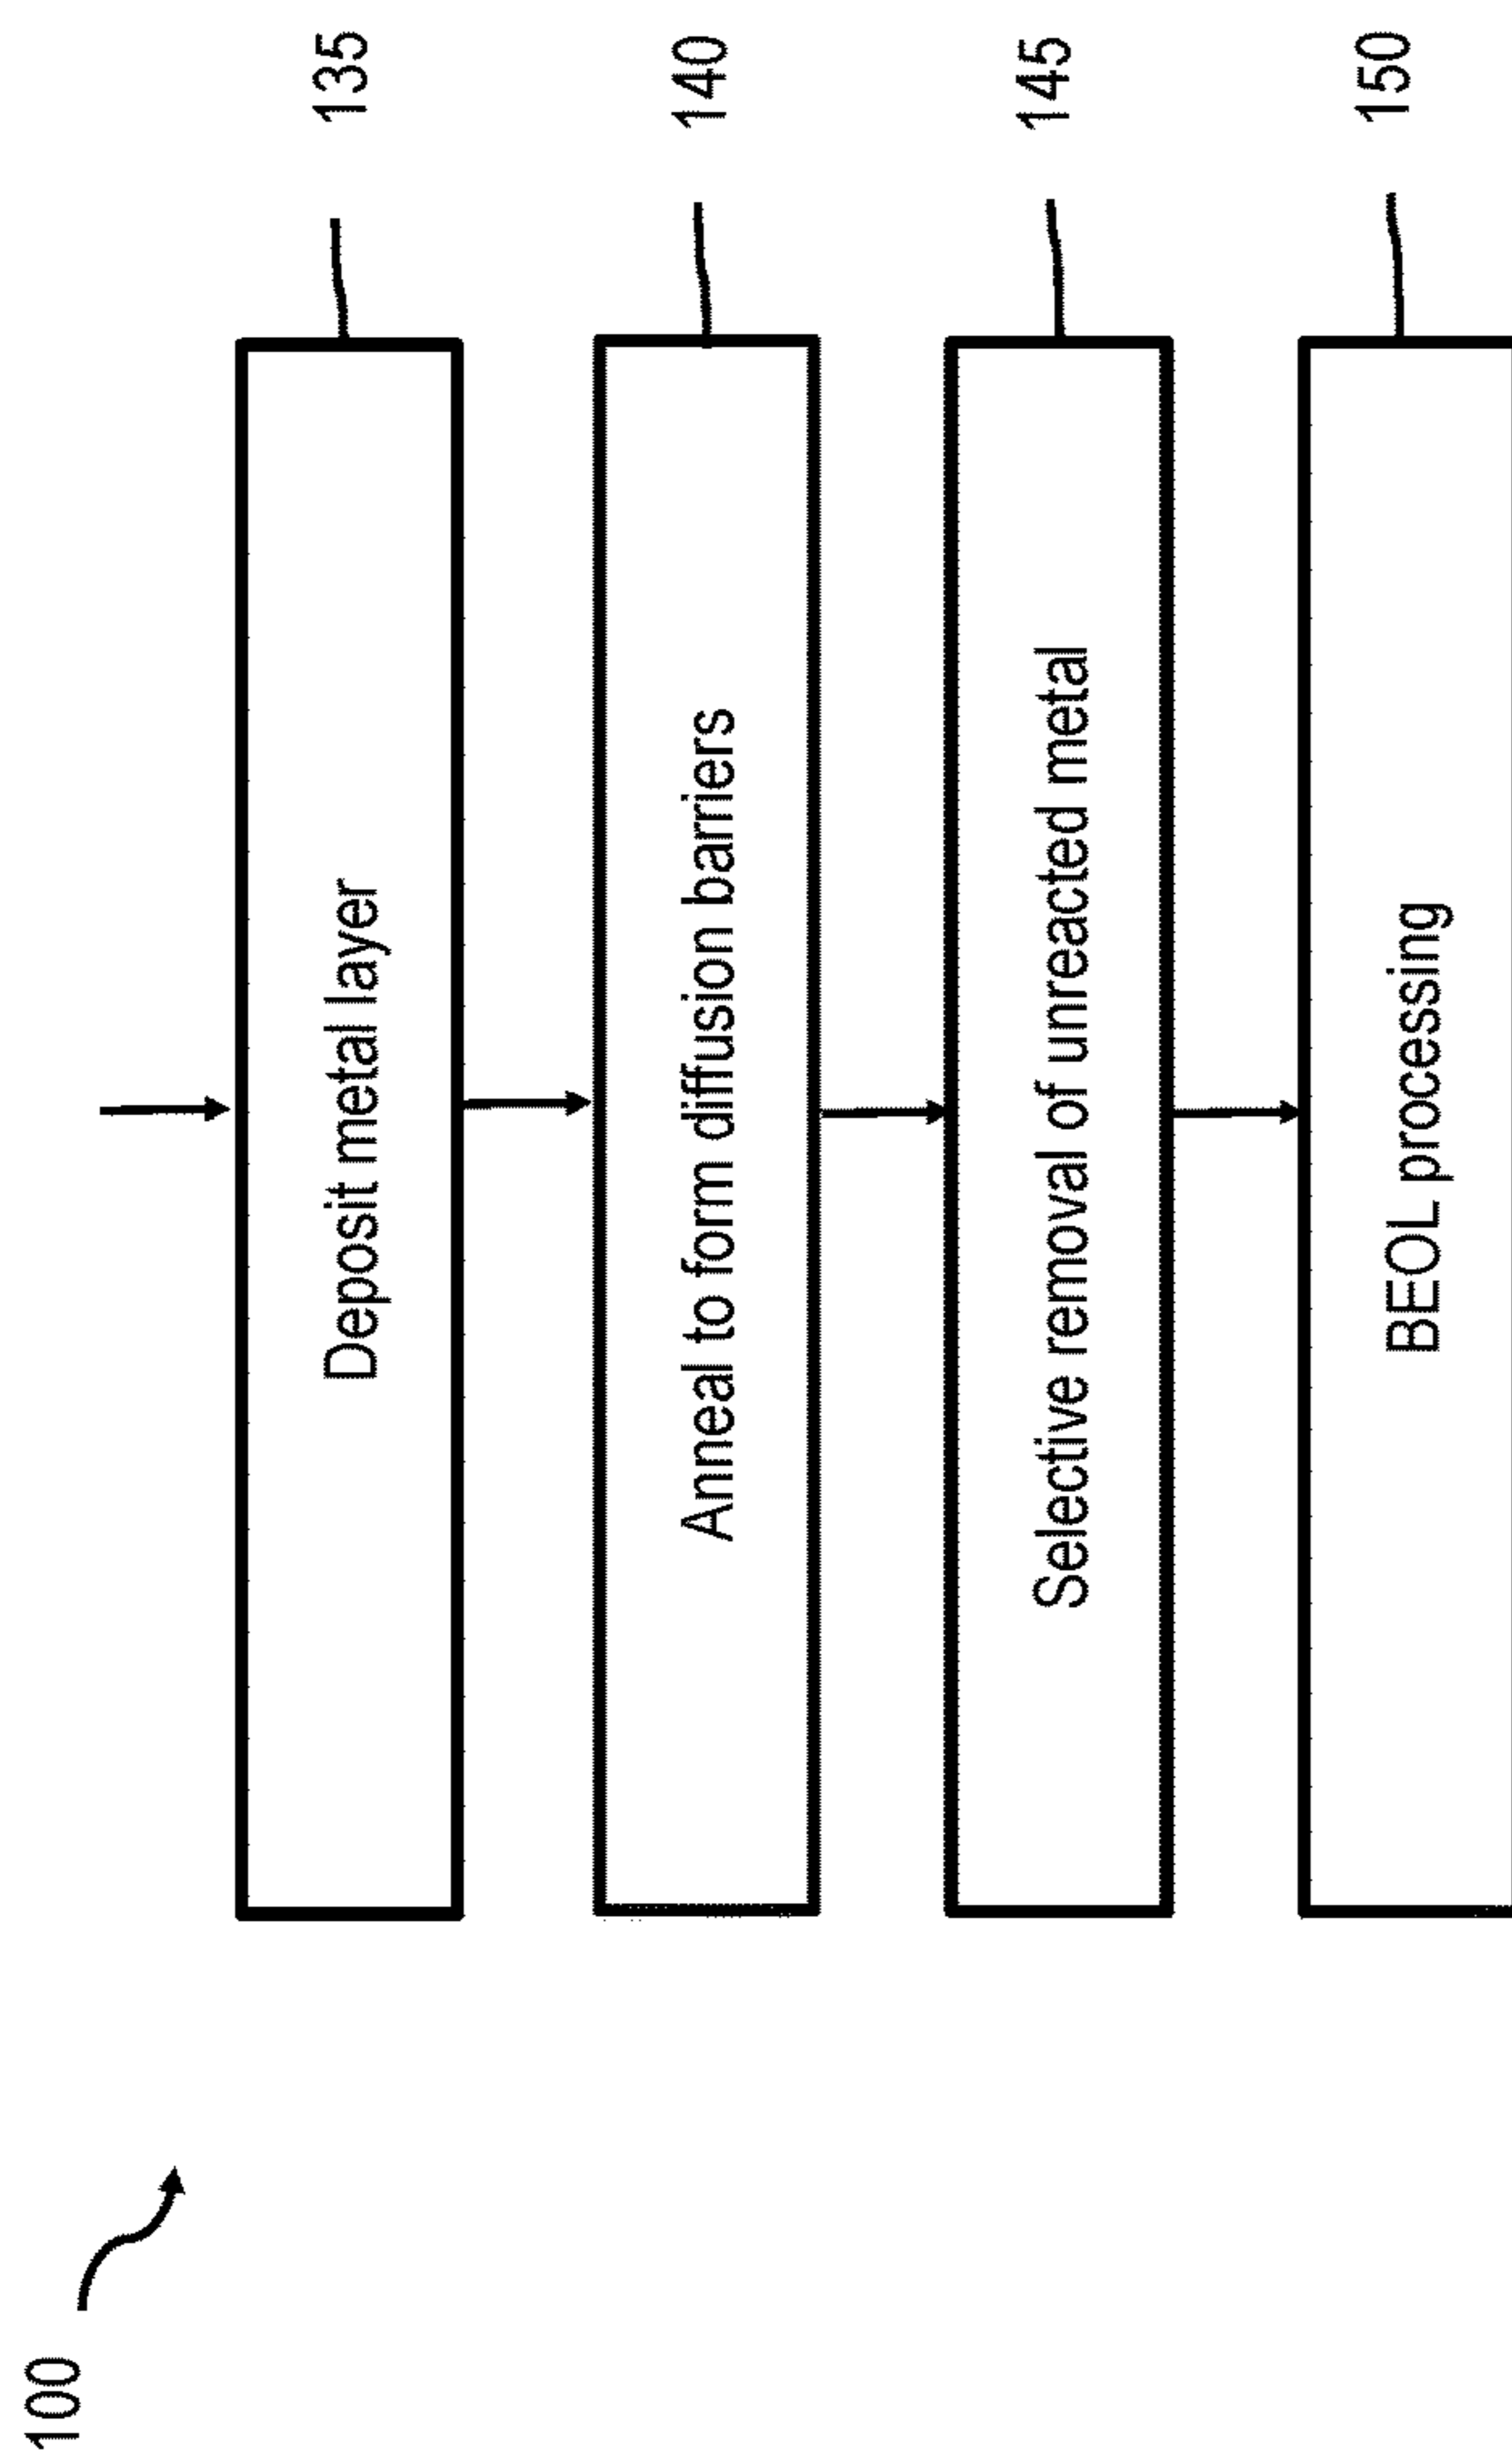 100
Deposit metal layer
135
Anneal to form diffusion barriers
140
Selective removal of unreacted metal
145
BEOL processing
150